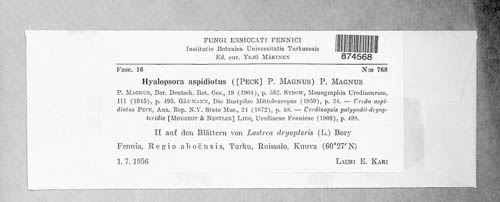 FUNGI EXSICCATI FENNICI
Instituto Botanica Universitatis Turkuensis
Ed. cur. YRJÖ MÄKINEN
874568
Fasc. 16 N:o 768
Hyalopsora aspidiotus ([PECK] P. MAGNUS) P. MAGNUS
P. MAGNUS, Ber. Deutsch. Bot. Ges., 19 (1901), p. 582. SYDOW, Monographia Uredinearum,
III (1915), p. 495. GÄUMANN, Die Rostpilze Mitteleuropas (1959), p. 34. — Uredo aspi-
diotus PECK, Ann. Rep. N.Y. State Mus., 24 (1872), p. 88. — Uredinopsis polypodii-dryop-
teridis [MOUGEOT & NESTLER] LIRO, Uredineae Fennicae (1908), p. 498.
II auf den Blättern von Lastrea dryopteris (L.) Bory
Fennia, Regio aboënsis, Turku, Ruissalo, Kuuva (60°27′ N)
1. 7. 1956 LAURI E. KARI